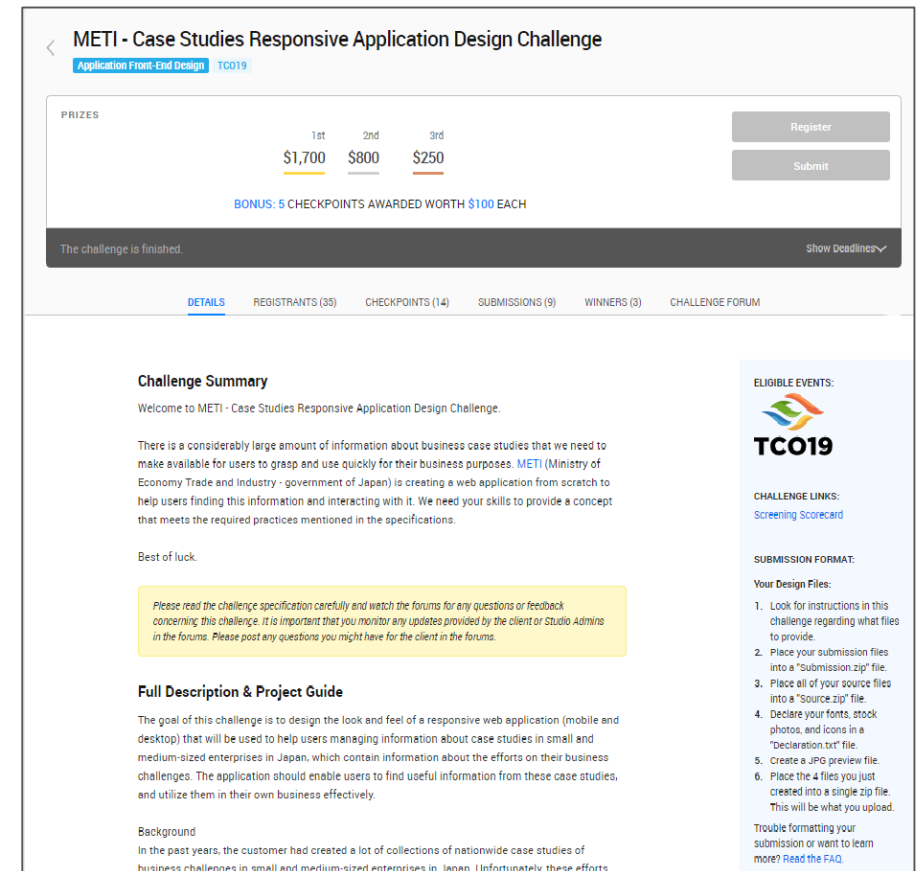 METI - Case Studies Responsive Application Design Challenge
Application Front-End Design TCO19
PRIZES
1st 2nd 3rd
$1,700 $800 $250
BONUS: 5 CHECKPOINTS AWARDED WORTH $100 EACH
Register
Submit
The challenge is finished.
Show Deadlines
DETAILS REGISTRANTS (35) CHECKPOINTS (14) SUBMISSIONS (9) WINNERS (3) CHALLENGE FORUM
Challenge Summary
Welcome to METI - Case Studies Responsive Application Design Challenge.
There is a considerably large amount of information about business case studies that we need to
make available for users to grasp and use quickly for their business purposes. METI (Ministry of
Economy Trade and Industry - government of Japan) is creating a web application from scratch to
help users finding this information and interacting with it. We need your skills to provide a concept
that meets the required practices mentioned in the specifications.
Best of luck.
Please read the challenge specification carefully and watch the forums for any questions or feedback
concerning this challenge. It is important that you monitor any updates provided by the client or Studio Admins
in the forums. Please post any questions you might have for the client in the forums.
Full Description & Project Guide
The goal of this challenge is to design the look and feel of a responsive web application (mobile and
desktop) that will be used to help users managing information about case studies in small and
medium-sized enterprises in Japan, which contain information about the efforts on their business
challenges. The application should enable users to find useful information from these case studies,
and utilize them in their own business effectively.
Background
In the past years, the customer had created a lot of collections of nationwide case studies of
business challenges in small and medium-sized enterprises in Japan. Unfortunately, these efforts
ELIGIBLE EVENTS:
TCO19
CHALLENGE LINKS:
Screening Scorecard
SUBMISSION FORMAT:
Your Design Files:
1. Look for instructions in this
challenge regarding what files
to provide.
2. Place your submission files
into a "Submission.zip" file.
3. Place all of your source files
into a "Source.zip" file.
4. Declare your fonts, stock
photos, and icons in a
"Declaration.txt" file.
5. Create a JPG preview file.
6. Place the 4 files you just
created into a single zip file.
This will be what you upload.
Trouble formatting your
submission or want to learn
more? Read the FAQ.